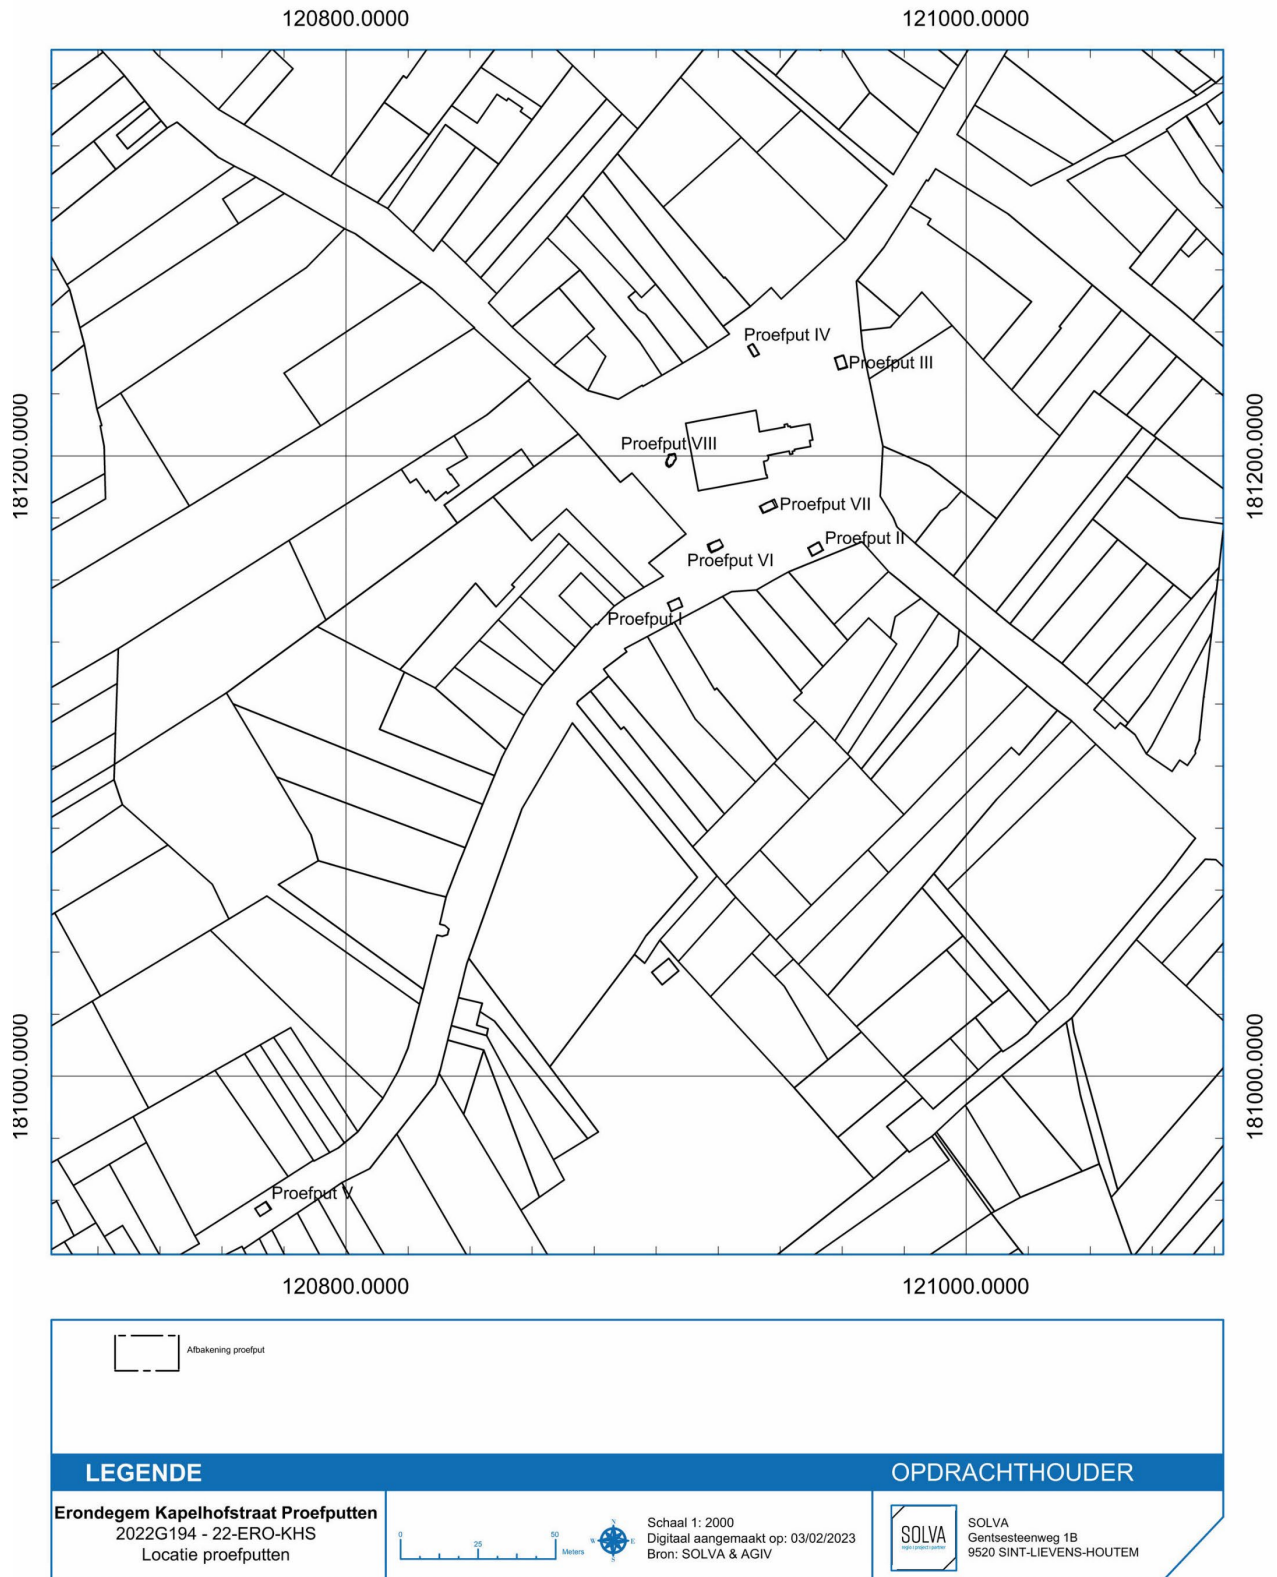 120800.0000
121000.0000
181200.0000
181200.0000
Proefput IV
Proefput III
Proefput VIII
Proefput VII
Proefput II
Proefput VI
Proefput I
181000.0000
181000.0000
Proefput V
120800.0000
121000.0000
Afbakening proefput
LEGENDE
OPDRACHTHOUDER
Erondegem Kapelhofstraat Proefputten
2022G194 - 22-ERO-KHS
Locatie proefputten
0
25
50
Meters
N
W
E
S
Schaal 1: 2000
Digitaal aangemaakt op: 03/02/2023
Bron: SOLVA & AGIV
SOLVA
SOLVA
Gentsesteenweg 1B
9520 SINT-LIEVENS-HOUTEM